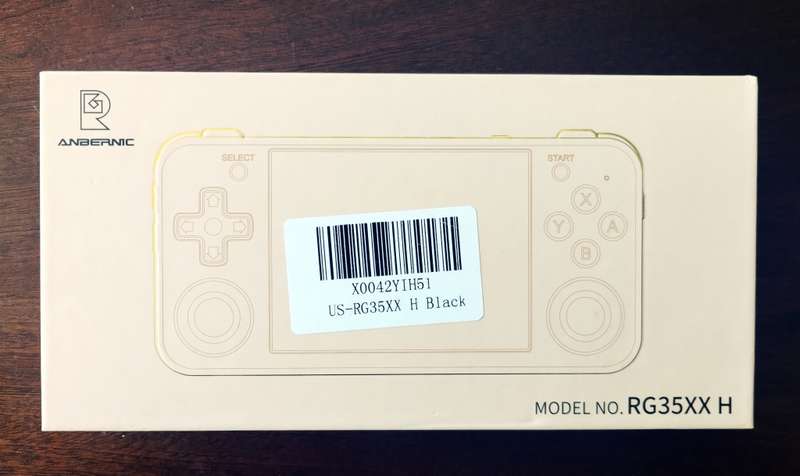 ANBERNIC
SELECT
START
X
Y
A
B
X0042YIH51
US-RG35XX H Black
MODEL NO. RG35XX H